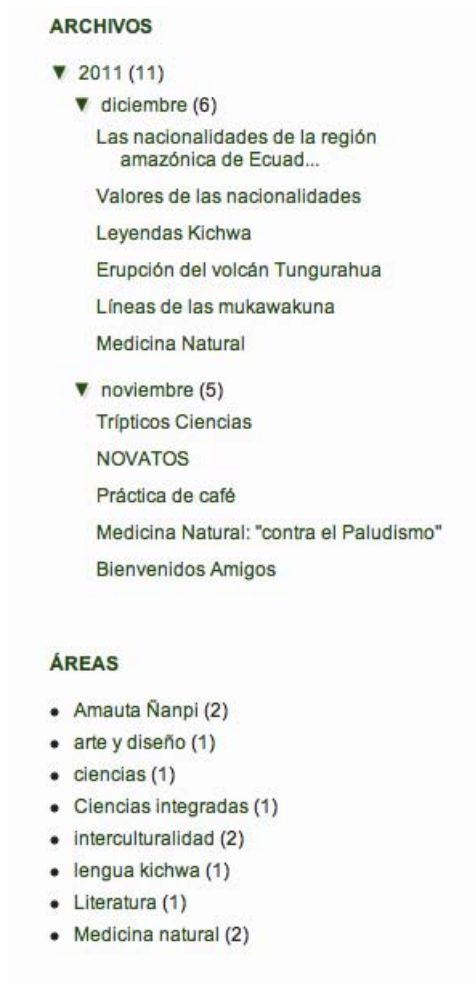 ARCHIVOS
▼ 2011 (11)
▼ diciembre (6)
Las nacionalidades de la región
amazónica de Ecuad...
Valores de las nacionalidades
Leyendas Kichwa
Erupción del volcán Tungurahua
Líneas de las mukawakuna
Medicina Natural
▼ noviembre (5)
Trípticos Ciencias
NOVATOS
Práctica de café
Medicina Natural: "contra el Paludismo"
Bienvenidos Amigos
ÁREAS
• Amauta Ñanpi (2)
• arte y diseño (1)
• ciencias (1)
• Ciencias integradas (1)
• interculturalidad (2)
• lengua kichwa (1)
• Literatura (1)
• Medicina natural (2)